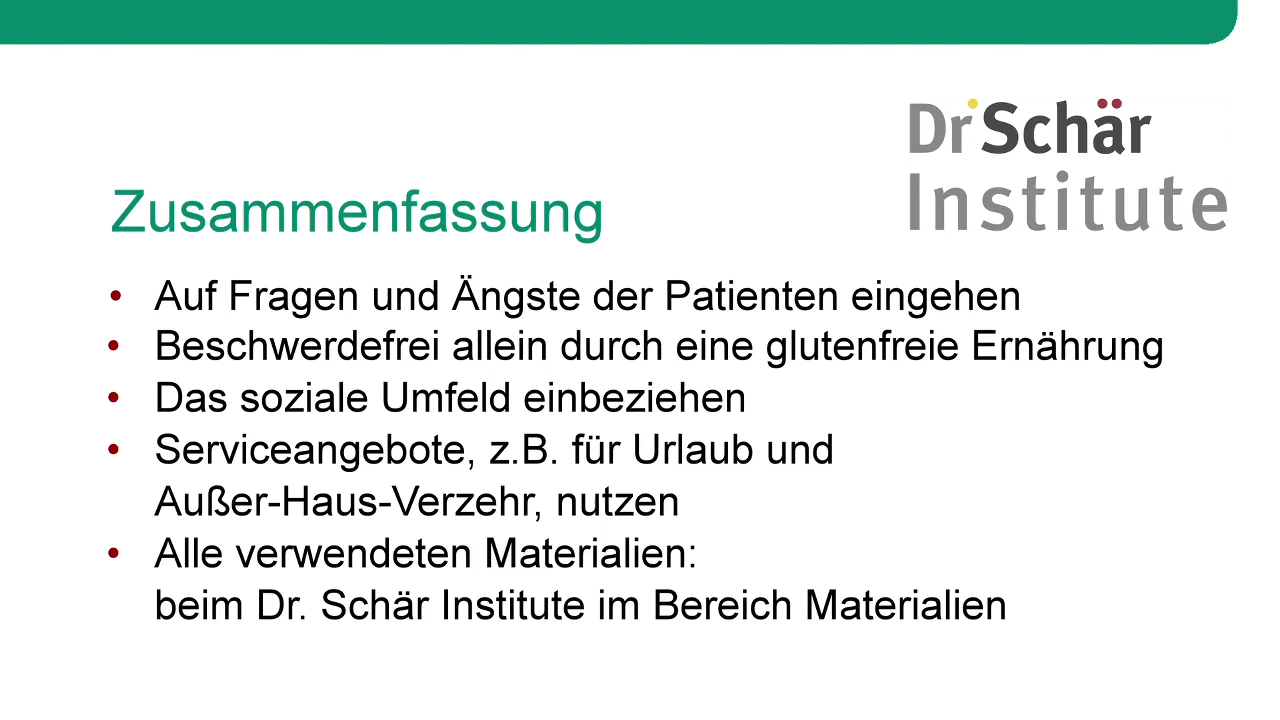 Dr Schär
Institute
Zusammenfassung
• Auf Fragen und Ängste der Patienten eingehen
• Beschwerdefrei allein durch eine glutenfreie Ernährung
• Das soziale Umfeld einbeziehen
• Serviceangebote, z.B. für Urlaub und
Außer-Haus-Verzehr, nutzen
• Alle verwendeten Materialien:
beim Dr. Schär Institute im Bereich Materialien